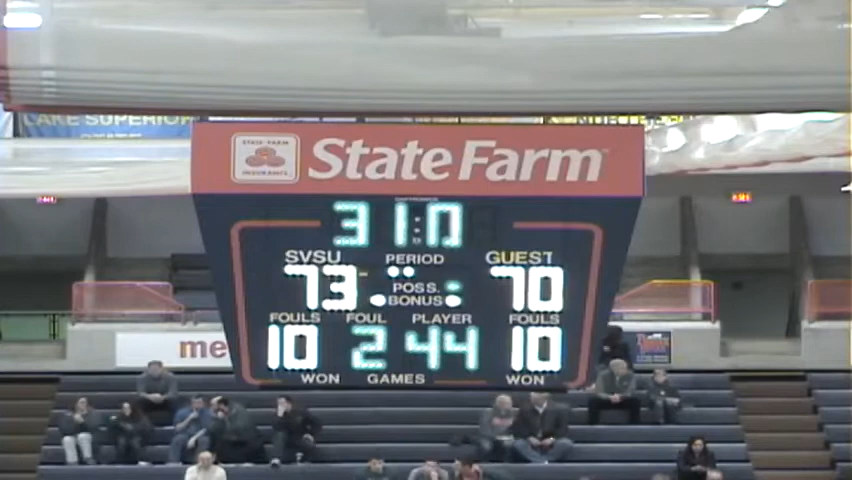 LAKE SUPERIOR
STATE FARM
INSURANCE
State Farm
31:0
SVSU PERIOD GUEST
73 POSS. 70
BONUS
FOULS FOUL PLAYER FOULS
10 2 44 10
WON GAMES WON
me